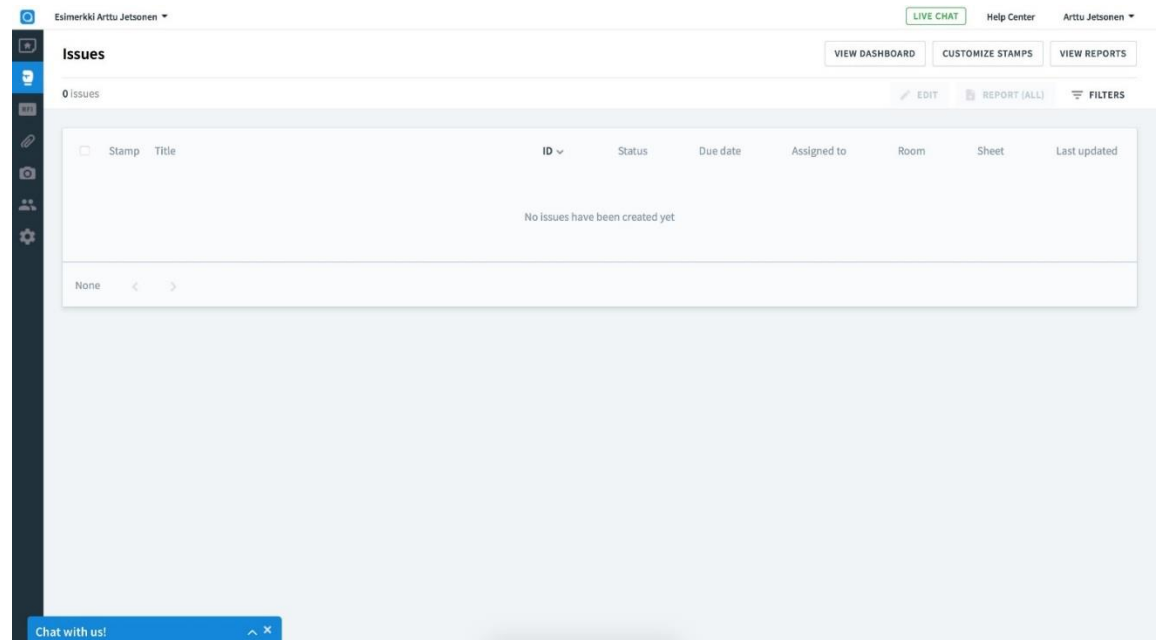 Esimerkki Arttu Jetsonen LIVE CHAT Help Center Arttu Jetsonen
Issues VIEW DASHBOARD CUSTOMIZE STAMPS VIEW REPORTS
0 issues EDIT REPORT (ALL) FILTERS
RFI
Stamp Title ID Status Due date Assigned to Room Sheet Last updated
No issues have been created yet
None
Chat with us!